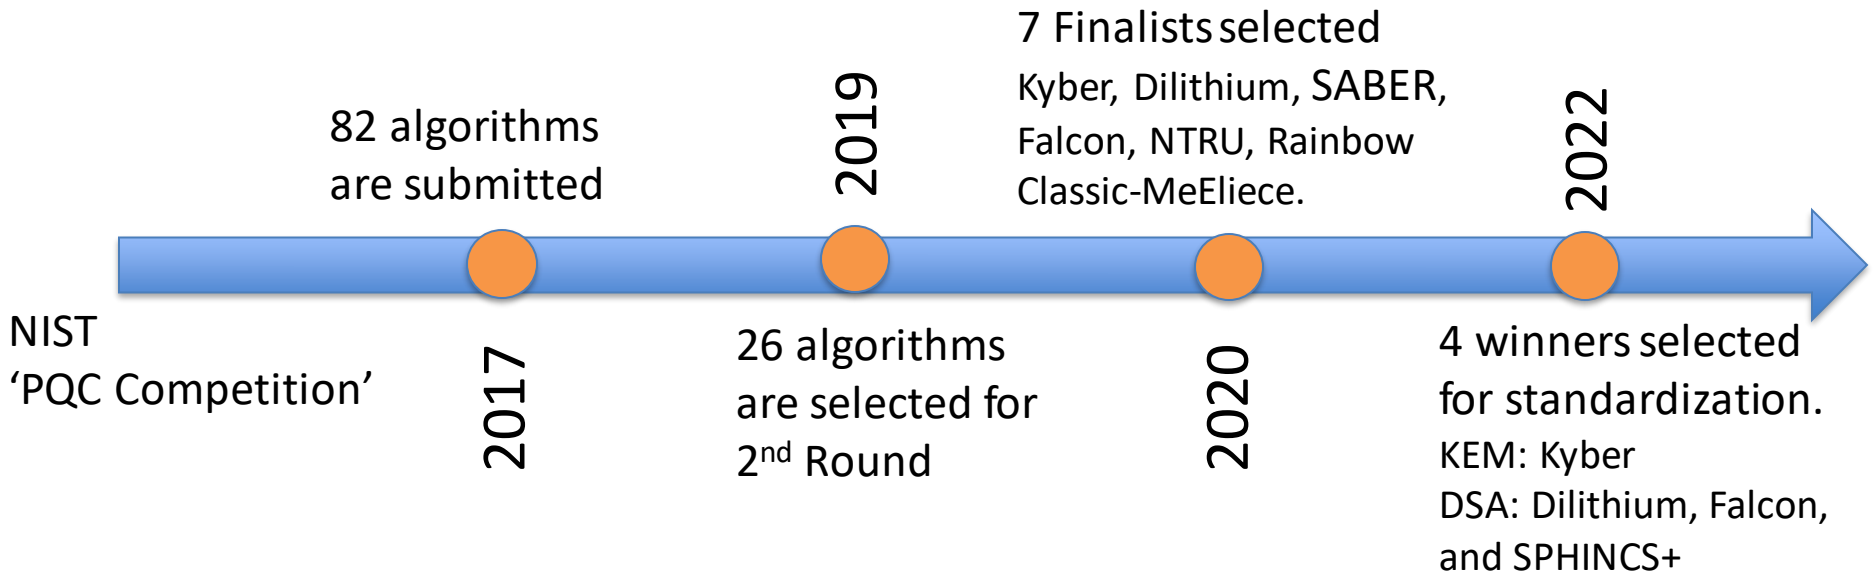 NIST
‘PQC Competition’
82 algorithms
are submitted
2017
2019
26 algorithms
are selected for
2nd Round
7 Finalists selected
Kyber, Dilithium, SABER,
Falcon, NTRU, Rainbow
Classic-MeEliece.
2020
2022
4 winners selected
for standardization.
KEM: Kyber
DSA: Dilithium, Falcon,
and SPHINCS+